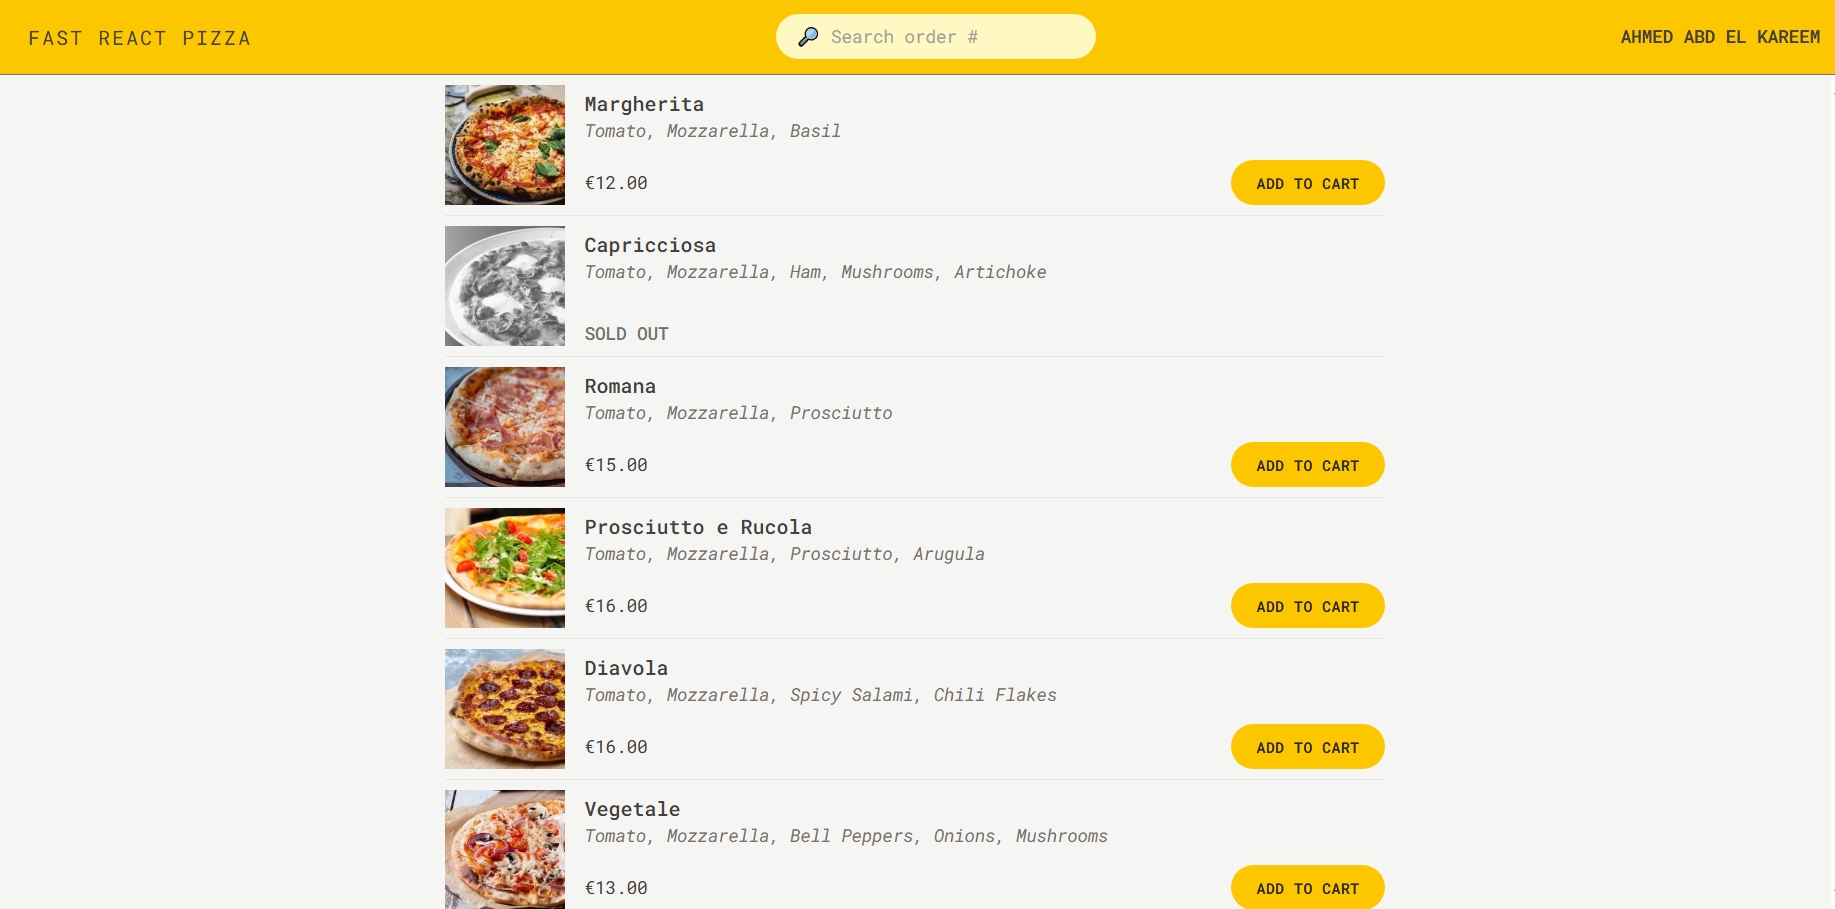 FAST REACT PIZZA
Search order #
AHMED ABD EL KAREEM
Margherita
Tomato, Mozzarella, Basil
€12.00
ADD TO CART
Capricciosa
Tomato, Mozzarella, Ham, Mushrooms, Artichoke
SOLD OUT
Romana
Tomato, Mozzarella, Prosciutto
€15.00
ADD TO CART
Prosciutto e Rucola
Tomato, Mozzarella, Prosciutto, Arugula
€16.00
ADD TO CART
Diavola
Tomato, Mozzarella, Spicy Salami, Chili Flakes
€16.00
ADD TO CART
Vegetale
Tomato, Mozzarella, Bell Peppers, Onions, Mushrooms
€13.00
ADD TO CART